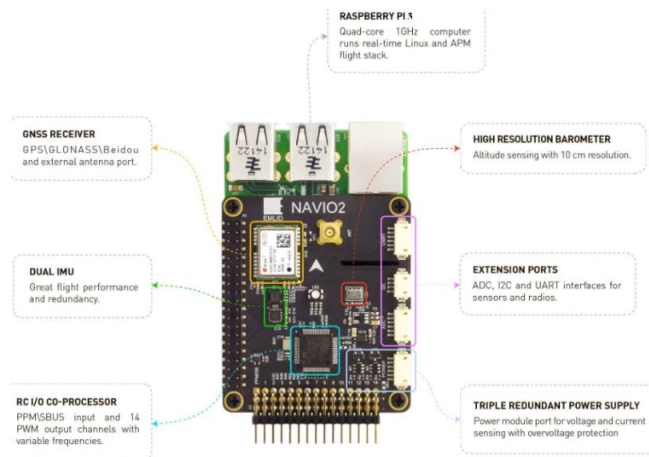 RASPBERRY PI 3
Quad-core 1GHz computer
runs real-time Linux and APM
flight stack.
GNSS RECEIVER
GPS\GLONASS\Beidou
and external antenna port.
HIGH RESOLUTION BAROMETER
Altitude sensing with 10 cm resolution.
14122
14122
EMLID
NAVIO2
DUAL IMU
Great flight performance
and redundancy.
EXTENSION PORTS
ADC, I2C and UART interfaces for
sensors and radios.
UART
RC I/O CO-PROCESSOR
PPM\SBUS input and 14
PWM output channels with
variable frequencies.
TRIPLE REDUNDANT POWER SUPPLY
Power module port for voltage and current
sensing with overvoltage protection